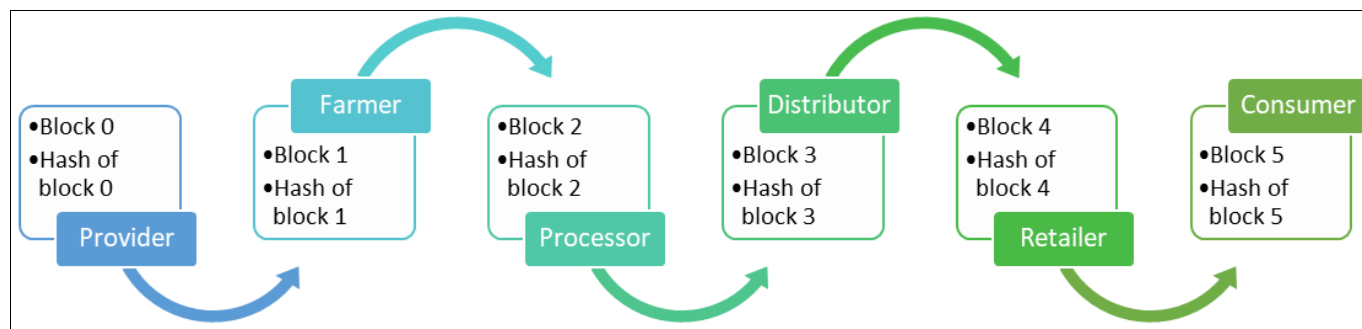 •Block 0
•Hash of
block 0
Provider
Farmer
•Block 1
•Hash of
block 1
•Block 2
•Hash of
block 2
Processor
Distributor
•Block 3
•Hash of
block 3
•Block 4
•Hash of
block 4
Retailer
Consumer
•Block 5
•Hash of
block 5